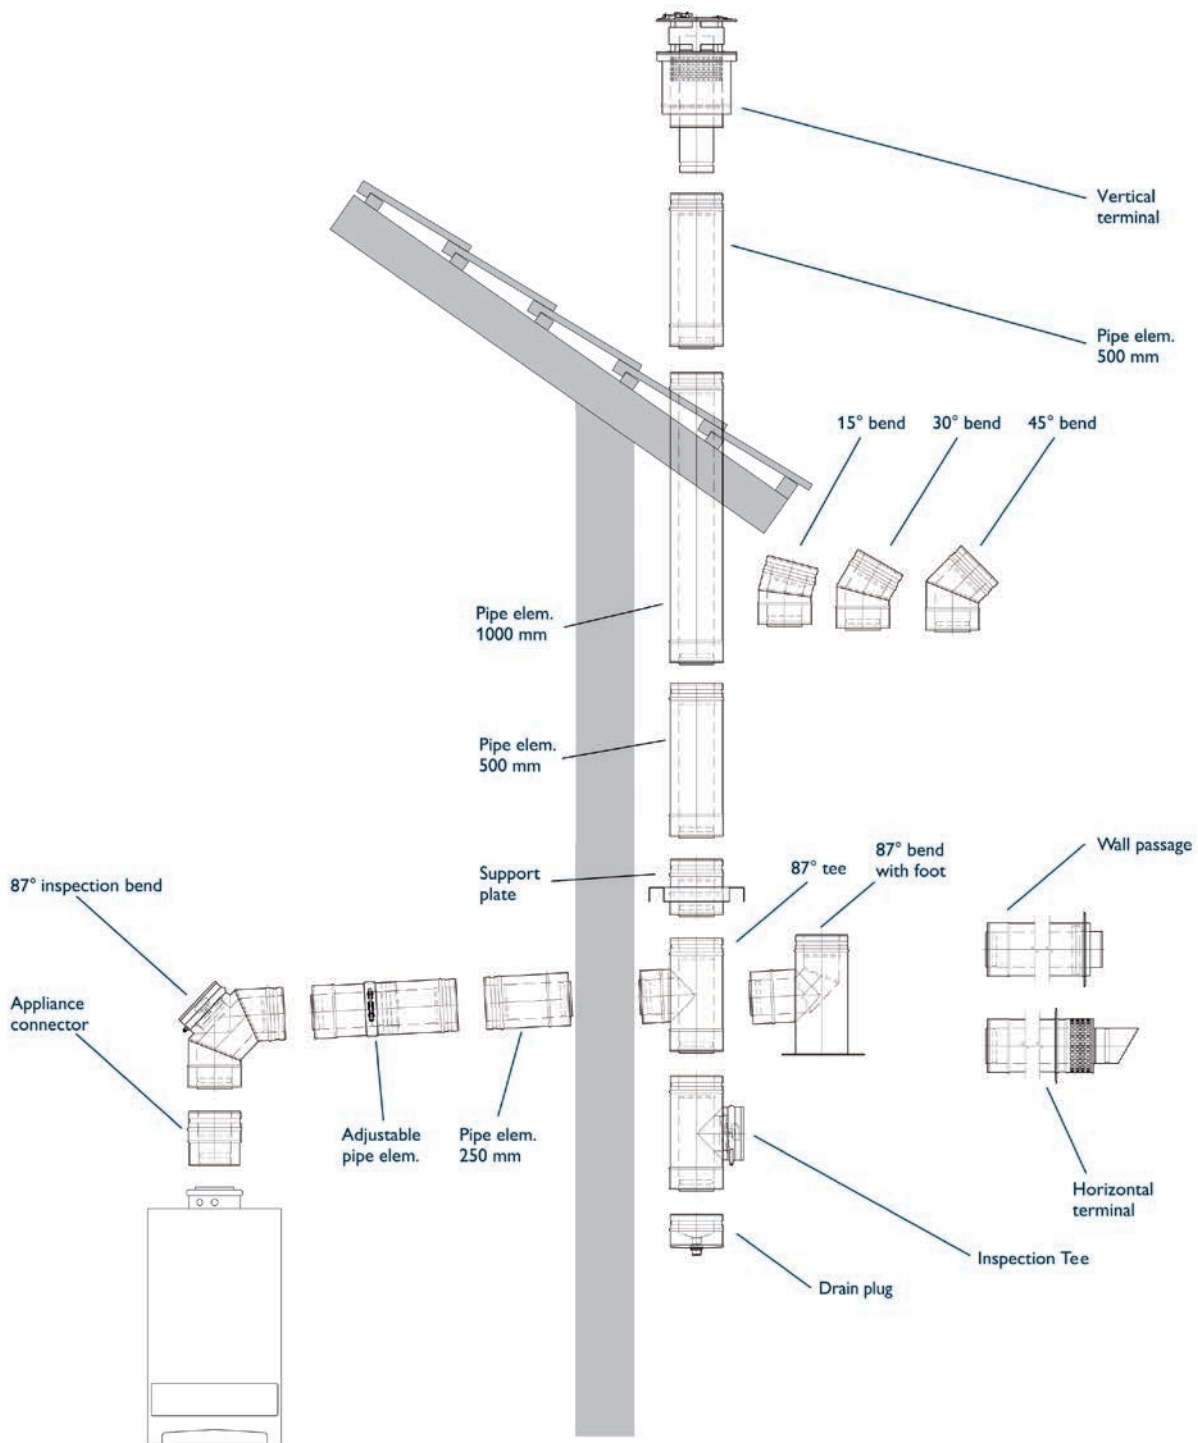 Vertical
terminal
Pipe elem.
500 mm
15° bend
30° bend
45° bend
Pipe elem.
1000 mm
Pipe elem.
500 mm
Support
plate
87° tee
87° bend
with foot
Wall passage
87° inspection bend
Appliance
connector
Adjustable
pipe elem.
Pipe elem.
250 mm
Horizontal
terminal
Inspection Tee
Drain plug